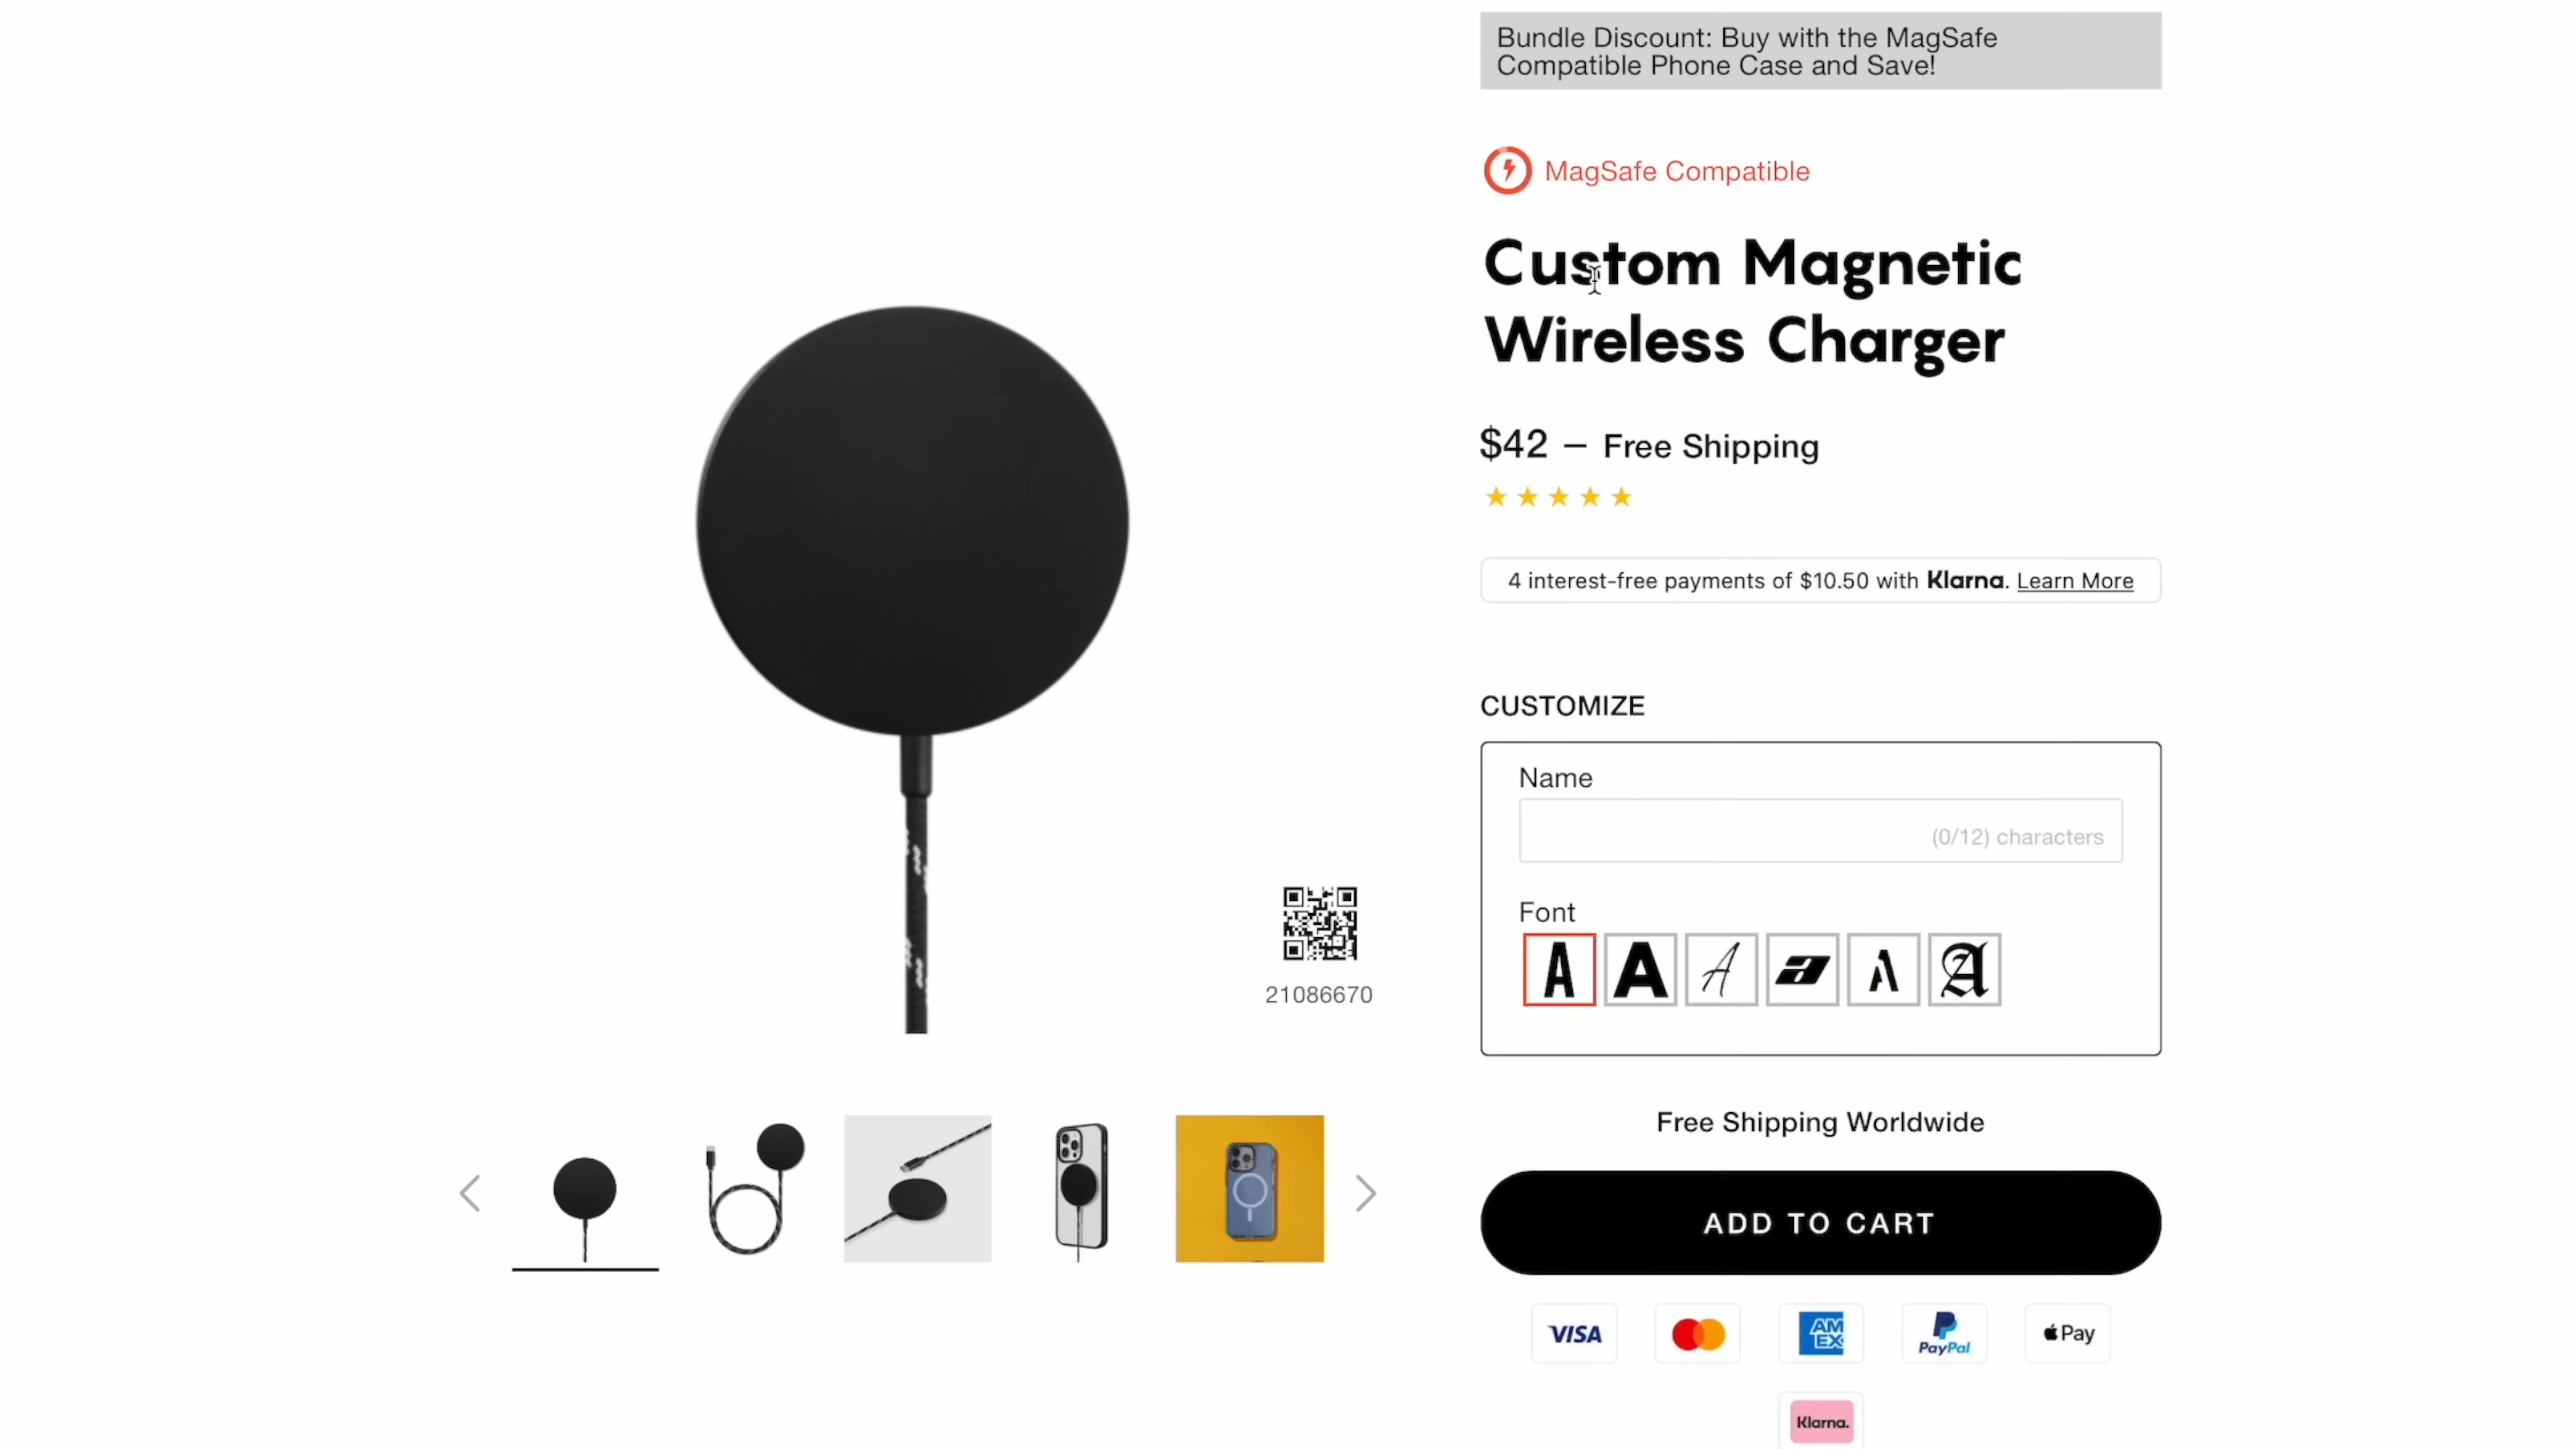 Bundle Discount: Buy with the MagSafe
Compatible Phone Case and Save!
MagSafe Compatible
Custom Magnetic
Wireless Charger
$42 – Free Shipping
4 interest-free payments of $10.50 with Klarna. Learn More
CUSTOMIZE
Name
(0/12) characters
Font
A A A a A A
21086670
Free Shipping Worldwide
ADD TO CART
VISA AM EX PayPal Pay
Klarna.